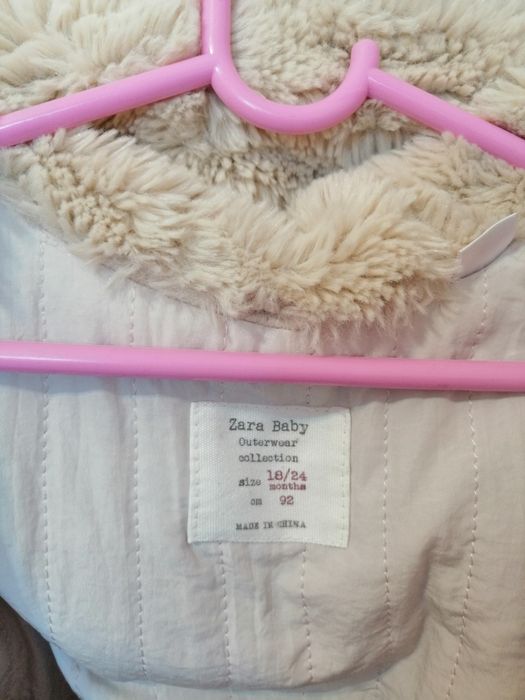 Zara Baby
Outerwear
collection
size 18/24
months
cm 92
MADE IN CHINA